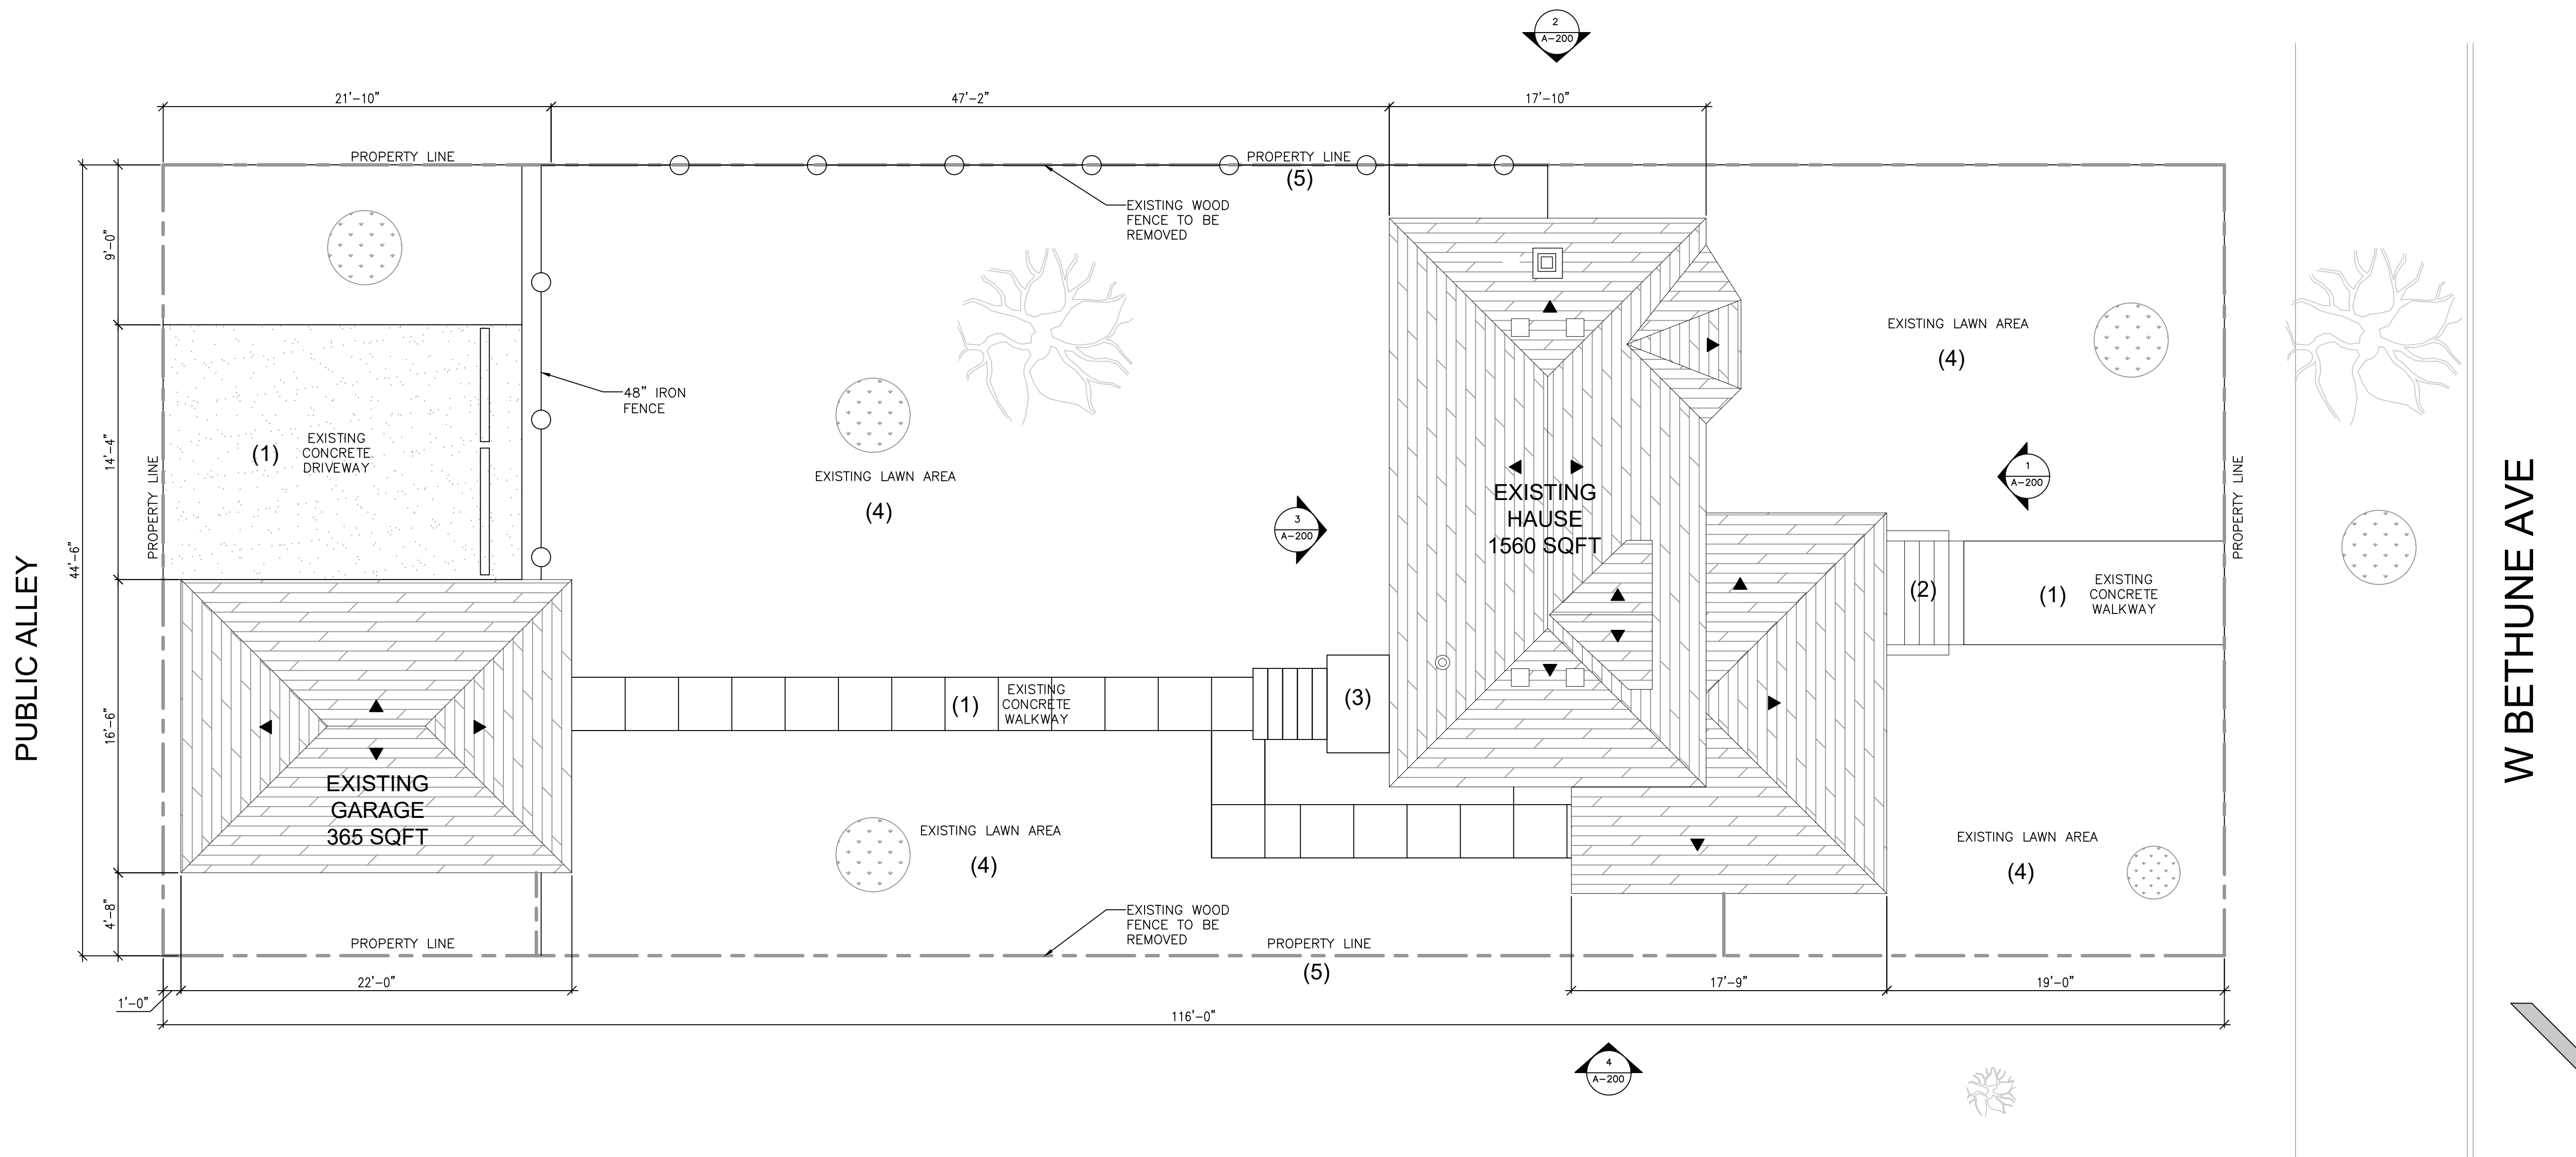 2
A-200
21'-10"
47'-2"
17'-10"
PROPERTY LINE
PROPERTY LINE
(5)
EXISTING WOOD
FENCE TO BE
REMOVED
9'-0"
EXISTING LAWN AREA
(4)
48" IRON
FENCE
14'-4"
(1)
EXISTING
CONCRETE
DRIVEWAY
PROPERTY LINE
EXISTING LAWN AREA
(4)
3
A-200
EXISTING
HAUSE
1560 SQFT
1
A-200
PROPERTY LINE
W BETHUNE AVE
PUBLIC ALLEY
44'-6"
(2)
(1)
EXISTING
CONCRETE
WALKWAY
16'-6"
(1)
EXISTING
CONCRETE
WALKWAY
(3)
EXISTING
GARAGE
365 SQFT
EXISTING LAWN AREA
(4)
EXISTING LAWN AREA
(4)
4'-8"
EXISTING WOOD
FENCE TO BE
REMOVED
PROPERTY LINE
PROPERTY LINE
(5)
1'-0"
22'-0"
17'-9"
19'-0"
116'-0"
4
A-200